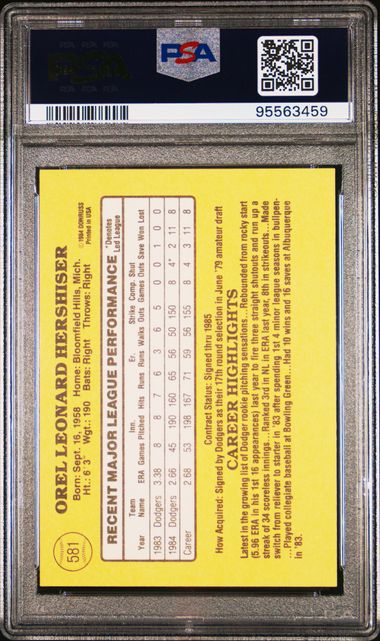 PSA
95563459
581
© 1984 DONRUSS
Printed in USA
OREL LEONARD HERSHISER
Born: Sept. 16, 1958 Home: Bloomfield Hills, Mich.
Ht.: 6' 3" Wgt.: 190 Bats: Right Throws: Right
RECENT MAJOR LEAGUE PERFORMANCE
*Denotes
Led League
Team Inn. Er. Strike Comp. Shut
Year Name ERA Games Pitched Hits Runs Runs Walks Outs Games Outs Save Won Lost
1983 Dodgers 3.38 8 8 7 6 3 6 5 0 0 1 0 0
1984 Dodgers 2.66 45 190 160 65 56 50 150 8 4* 2 11 8
Career 2.68 53 198 167 71 59 56 155 8 4 3 11 8
Contract Status: Signed thru 1985
How Acquired: Signed by Dodgers as their 17th round selection in June '79 amateur draft
CAREER HIGHLIGHTS
Latest in the growing list of Dodger rookie pitching sensations...Rebounded from rocky start
(5.96 ERA in his 1st 16 appearances) last year to fire three straight shutouts and run up a
streak of 34 scoreless innings...Ranked 3rd in NL in ERA last year, 8th in strikeouts...Made
switch from reliever to starter in '83 after spending 1st 4 minor league seasons in bullpen-
...Played collegiate baseball at Bowling Green...Had 10 wins and 16 saves at Albuquerque
in '83.